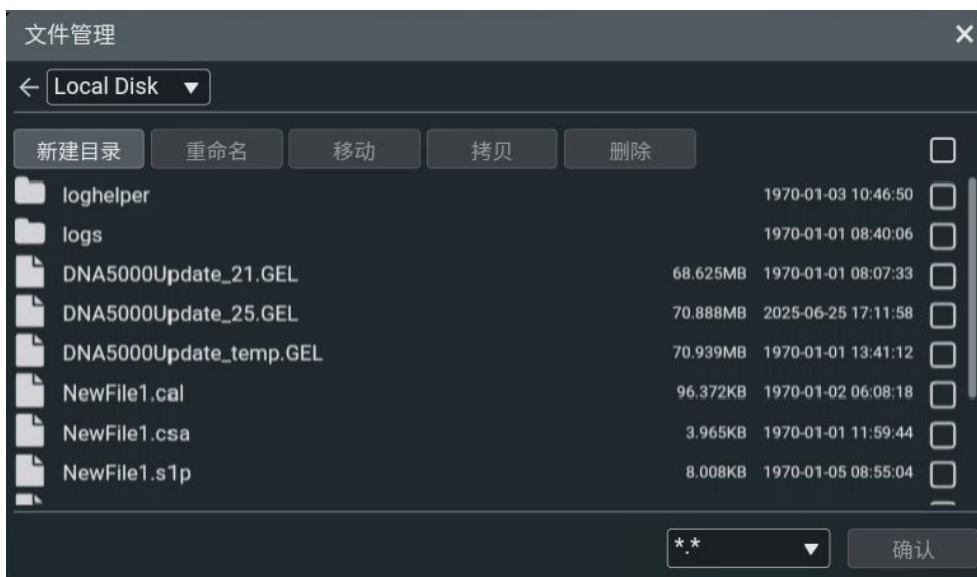 文件管理
Local Disk
新建目录 重命名 移动 拷贝 删除
loghelper 1970-01-03 10:46:50
logs 1970-01-01 08:40:06
DNA5000Update_21.GEL 68.625MB 1970-01-01 08:07:33
DNA5000Update_25.GEL 70.888MB 2025-06-25 17:11:58
DNA5000Update_temp.GEL 70.939MB 1970-01-01 13:41:12
NewFile1.cal 96.372KB 1970-01-02 06:08:18
NewFile1.csa 3.965KB 1970-01-01 11:59:44
NewFile1.s1p 8.008KB 1970-01-05 08:55:04
*.* 确认